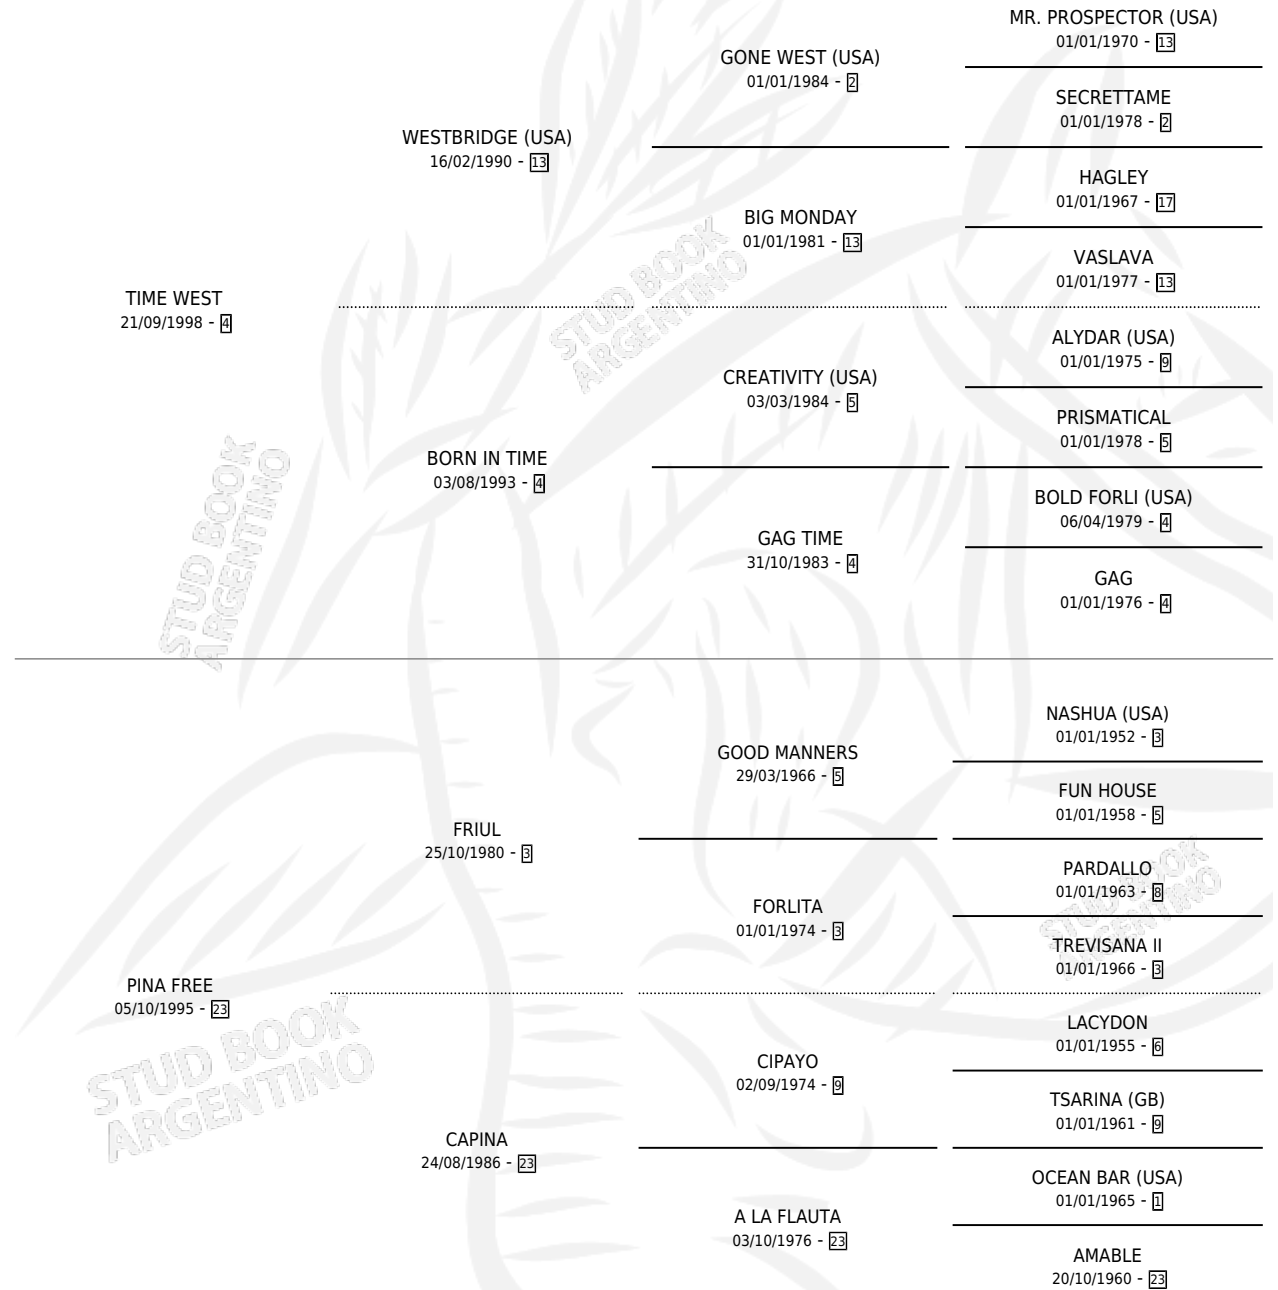 MR. PROSPECTOR (USA)
01/01/1970 - 13
GONE WEST (USA)
01/01/1984 - 2
SECRETTAME
01/01/1978 - 2
WESTBRIDGE (USA)
16/02/1990 - 13
HAGLEY
01/01/1967 - 17
BIG MONDAY
01/01/1981 - 13
VASLAVA
01/01/1977 - 13
TIME WEST
21/09/1998 - 4
STUD BOOK
ARGENTINO
ALYDAR (USA)
01/01/1975 - 9
CREATIVITY (USA)
03/03/1984 - 5
PRISMATICAL
01/01/1978 - 5
BORN IN TIME
03/08/1993 - 4
BOLD FORLI (USA)
06/04/1979 - 4
GAG TIME
31/10/1983 - 4
GAG
01/01/1976 - 4
STUD BOOK
ARGENTINO
NASHUA (USA)
01/01/1952 - 3
GOOD MANNERS
29/03/1966 - 5
FUN HOUSE
01/01/1958 - 5
FRIUL
25/10/1980 - 3
PARDALLO
01/01/1963 - 8
FORLITA
01/01/1974 - 3
TREVISANA II
01/01/1966 - 3
STUD BOOK
ARGENTINO
PINA FREE
05/10/1995 - 23
LACYDON
01/01/1955 - 6
CIPAYO
02/09/1974 - 9
TSARINA (GB)
01/01/1961 - 9
CAPINA
24/08/1986 - 23
OCEAN BAR (USA)
01/01/1965 - 1
A LA FLAUTA
03/10/1976 - 23
AMABLE
20/10/1960 - 23
STUD BOOK
ARGENTINO